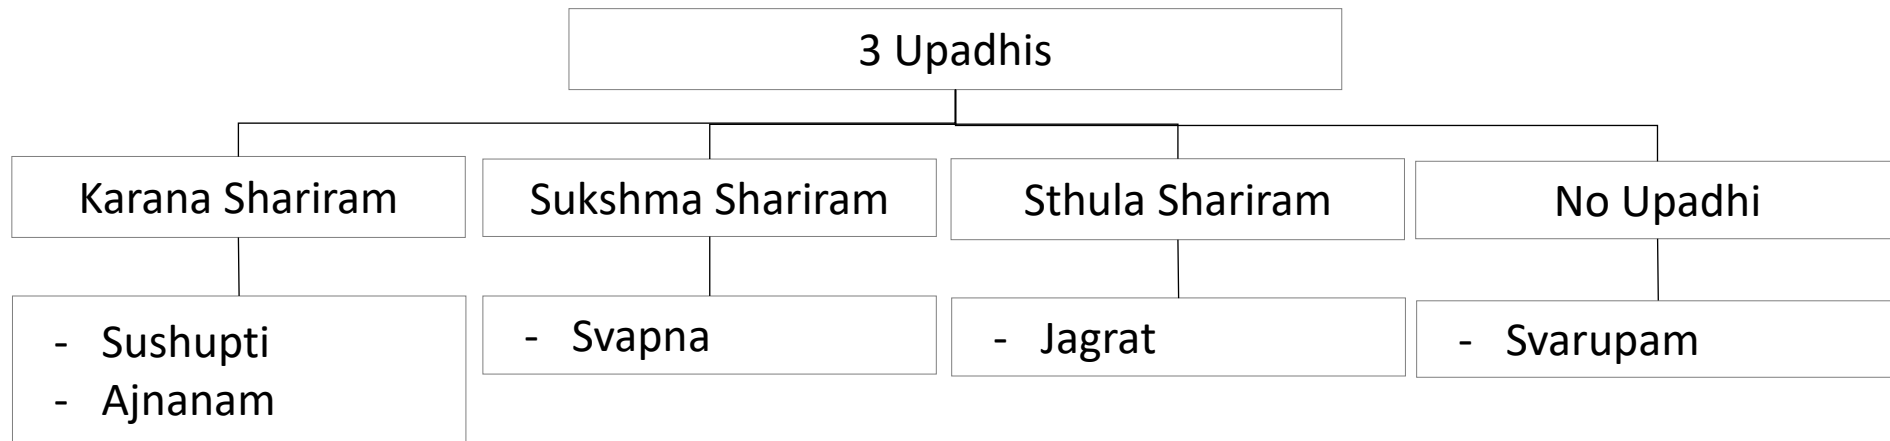 3 Upadhis
Karana Shariram
Sukshma Shariram
Sthula Shariram
No Upadhi
- Sushupti
- Ajnanam
- Svapna
- Jagrat
- Svarupam